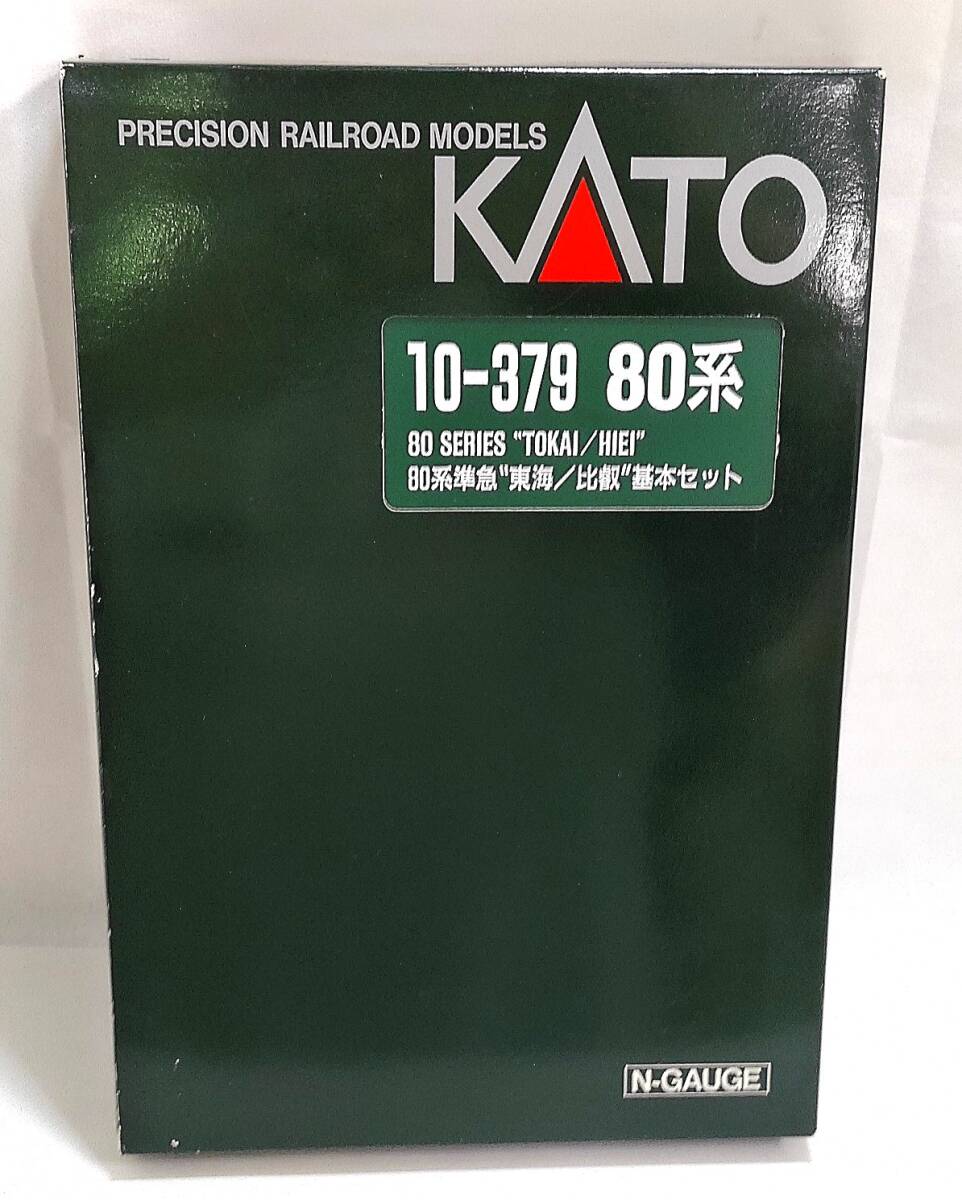 PRECISION RAILROAD MODELS
KATO
10-379 80系
80 SERIES "TOKAI/HIEI"
80系準急"東海/比叡"基本セット
N-GAUGE